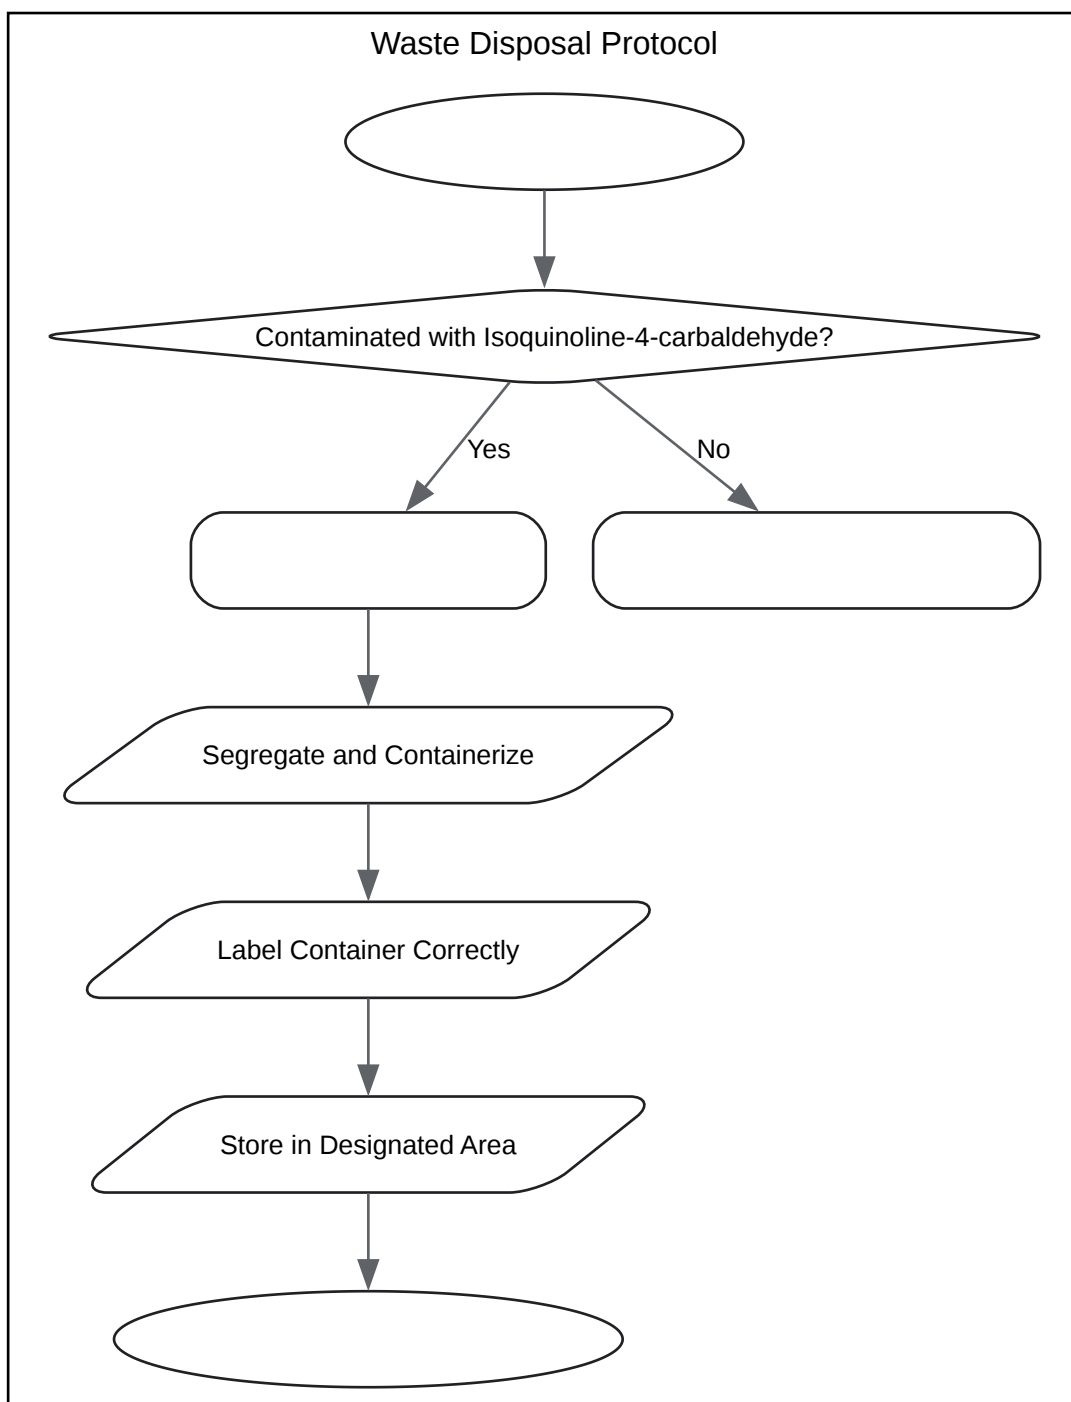 Waste Disposal Protocol
Contaminated with Isoquinoline-4-carbaldehyde?
Yes
No
Segregate and Containerize
Label Container Correctly
Store in Designated Area